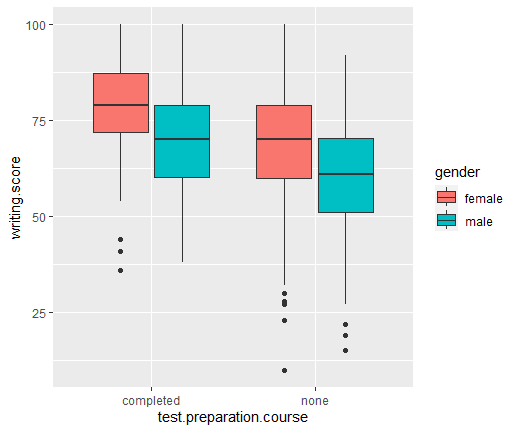 100
75
50
25
writing.score
completed
none
test.preparation.course
gender
female
male